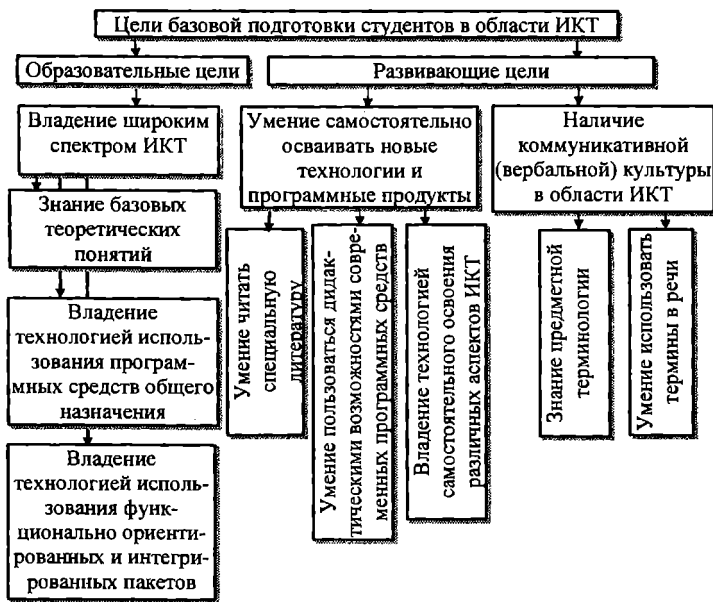 Цели базовой подготовки студентов в области ИКТ
Образовательные цели
Развивающие цели
Владение широким
спектром ИКТ
Умение самостоятельно
осваивать новые
технологии и
программные продукты
Наличие
коммуникативной
(вербальной) культуры
в области ИКТ
Знание базовых
теоретических
понятий
Владение
технологией исполь-
зования програм-
мных средств общего
назначения
Владение
технологией исполь-
зования функ-
ционально ориенти-
рованных и интегри-
рованных пакетов
Умение читать
специальную
литературу
Умение пользоваться дидак-
тическими возможностями совре-
менных программных средств
Владение технологией
самостоятельного освоения
различных аспектов ИКТ
Знание предметной
терминологии
Умение использовать
термины в речи